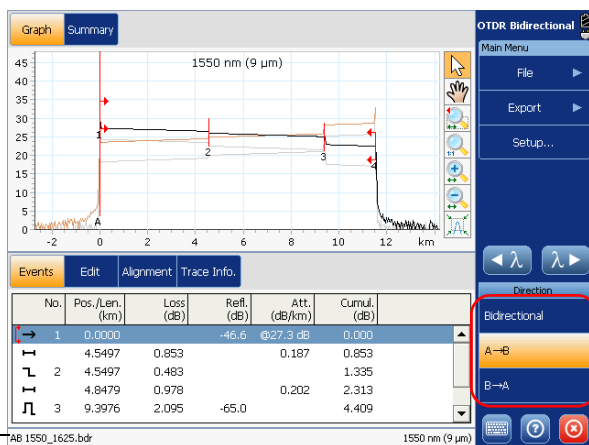 Graph Summary
OTDR Bidirectional
Main Menu
File
Export
Setup...
1550 nm (9 µm)
45
40
35
30
25
20
15
10
5
0
-2 0 2 4 6 8 10 12 km
1 2 3 4
A
1:1
λ λ
Direction
Bidirectional
A→B
B→A
Events Edit Alignment Trace Info.
No. Pos./Len. (km) Loss (dB) Refl. (dB) Att. (dB/km) Cumul. (dB)
1 0.0000 -46.6 @27.3 dB 0.000
4.5497 0.853 0.187 0.853
2 4.5497 0.483 1.335
4.8479 0.978 0.202 2.313
3 9.3976 2.095 -65.0 4.409
AB 1550_1625.bdr 1550 nm (9 µm)